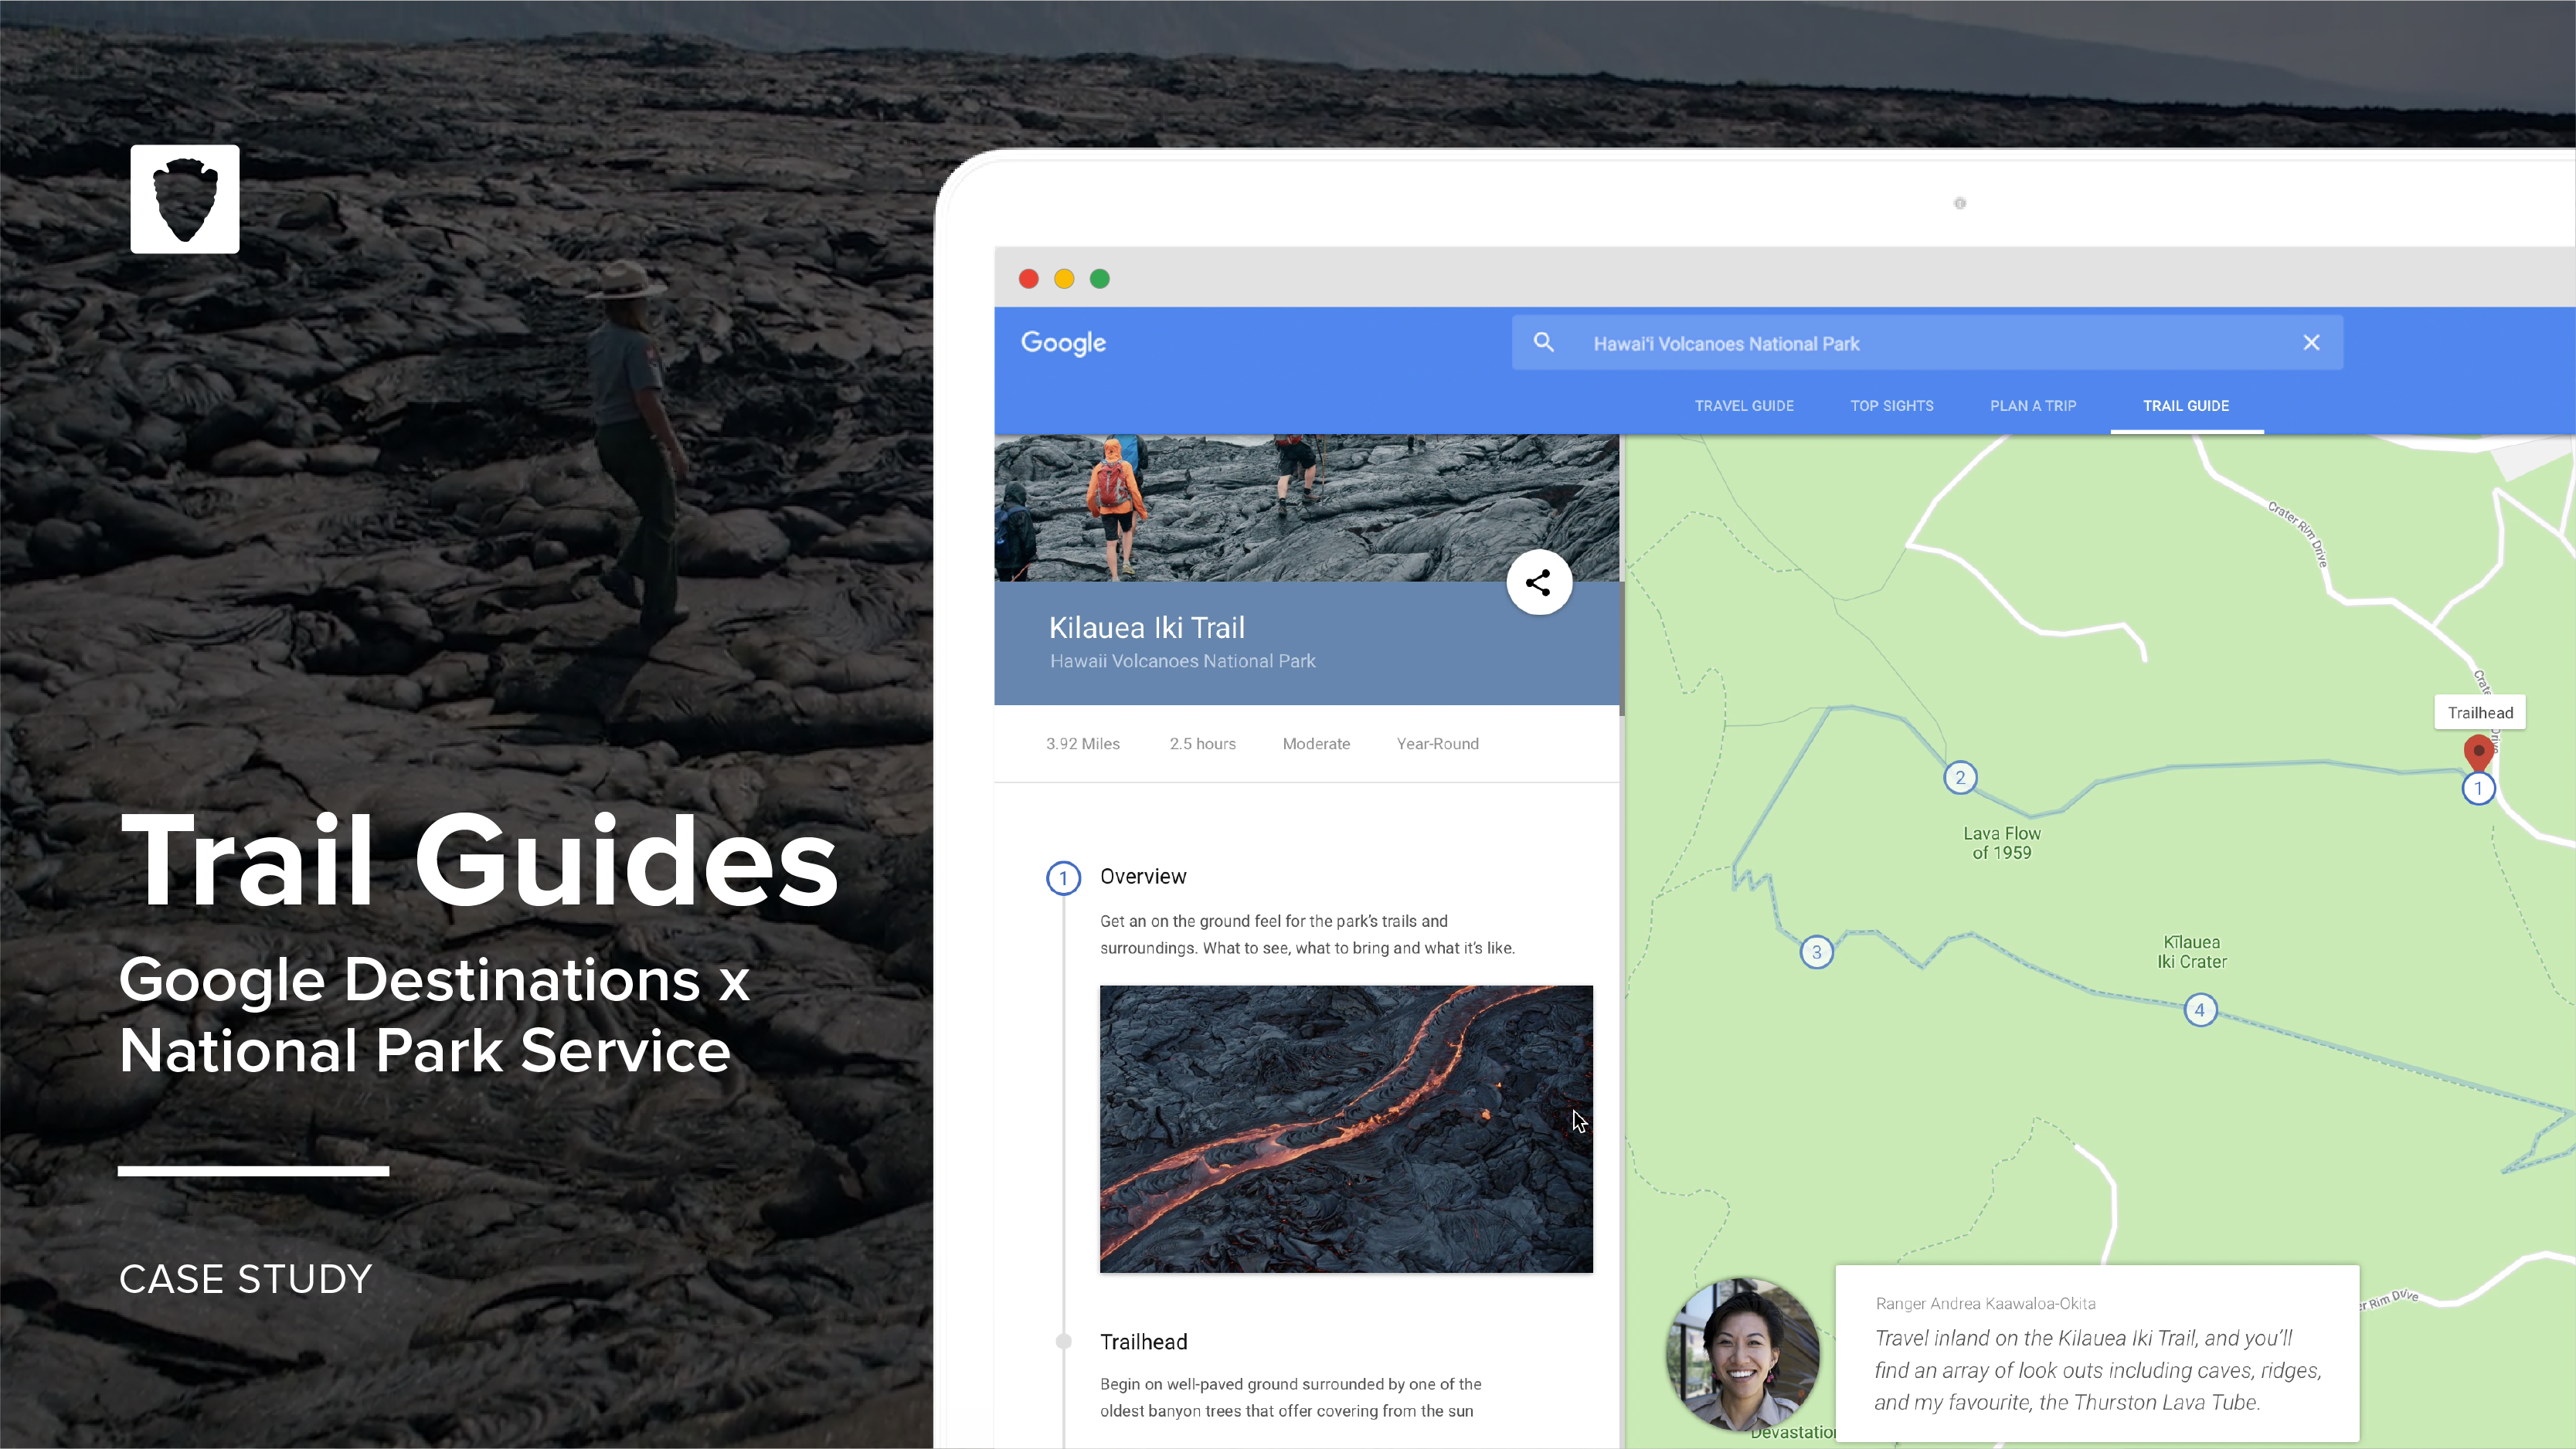 Trail Guides
Google Destinations x
National Park Service
CASE STUDY
Google
Hawai'i Volcanoes National Park
TRAVEL GUIDE
TOP SIGHTS
PLAN A TRIP
TRAIL GUIDE
Kilauea Iki Trail
Hawaii Volcanoes National Park
3.92 Miles
2.5 hours
Moderate
Year-Round
1
Overview
Get an on the ground feel for the park's trails and
surroundings. What to see, what to bring and what it's like.
Trailhead
Begin on well-paved ground surrounded by one of the
oldest banyon trees that offer covering from the sun
Crater Rim Drive
Crate
Drive
Trailhead
1
2
Lava Flow
of 1959
3
Kīlauea
Iki Crater
4
er Rim Drive
Devastation
Ranger Andrea Kaawaloa-Okita
Travel inland on the Kilauea Iki Trail, and you'll
find an array of look outs including caves, ridges,
and my favourite, the Thurston Lava Tube.